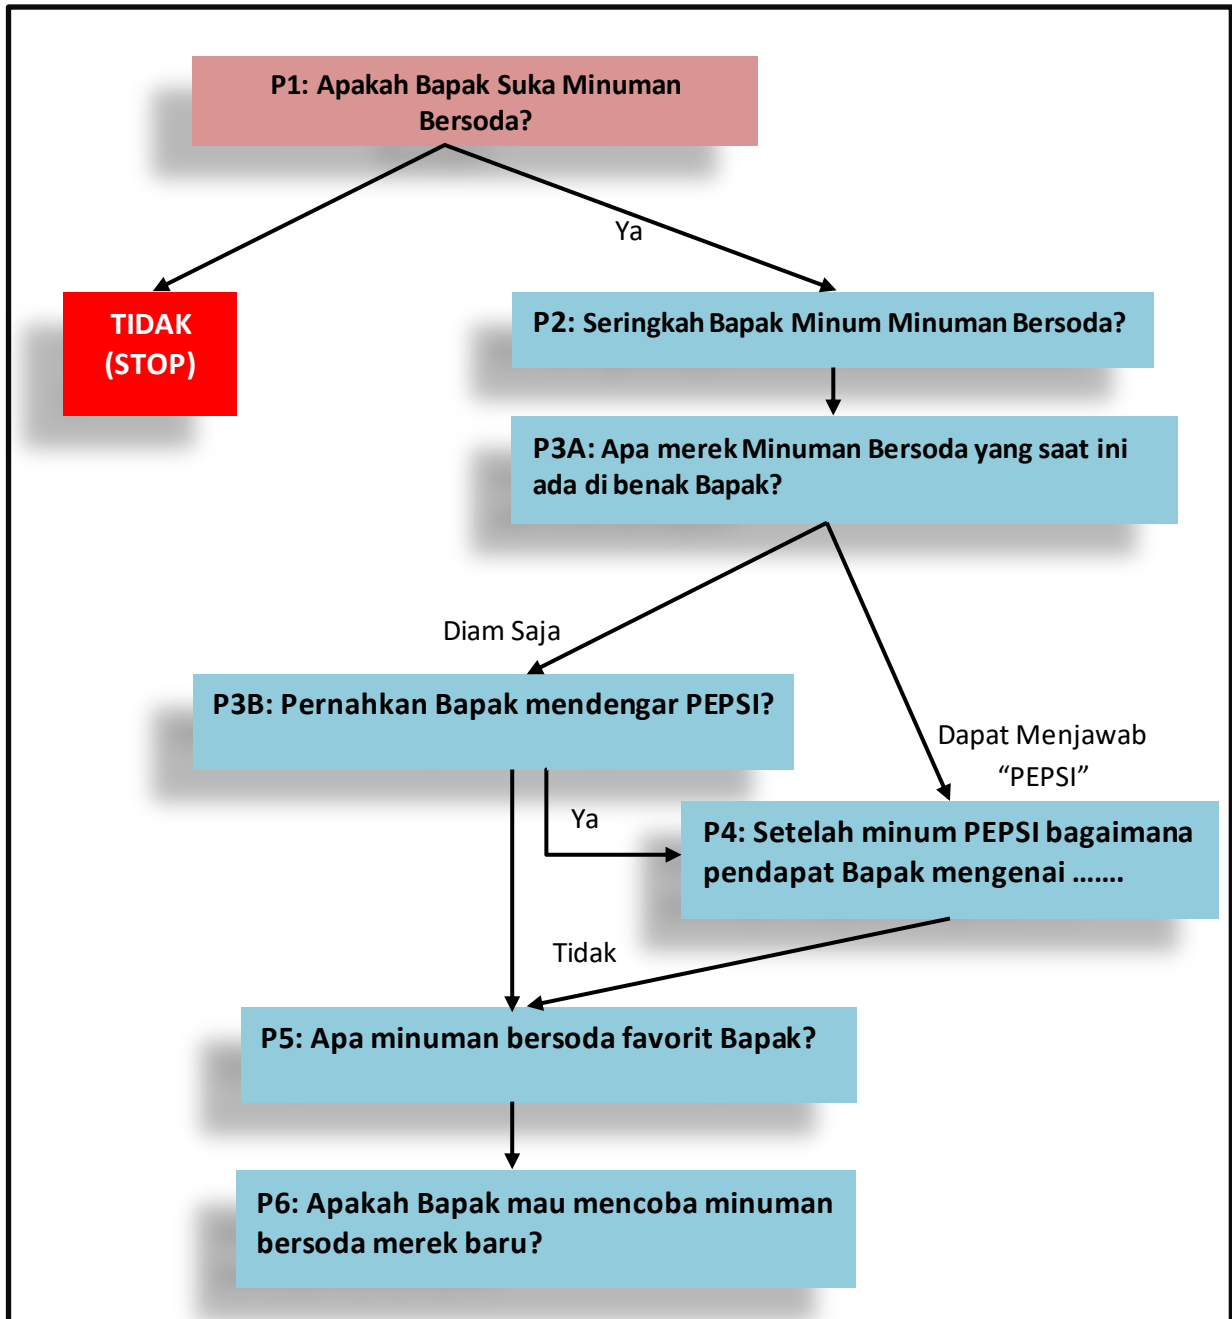 P1: Apakah Bapak Suka Minuman
Bersoda?
Ya
TIDAK
(STOP)
P2: Seringkah Bapak Minum Minuman Bersoda?
P3A: Apa merek Minuman Bersoda yang saat ini
ada di benak Bapak?
Diam Saja
P3B: Pernahkan Bapak mendengar PEPSI?
Dapat Menjawab
“PEPSI”
Ya
P4: Setelah minum PEPSI bagaimana
pendapat Bapak mengenai …….
Tidak
P5: Apa minuman bersoda favorit Bapak?
P6: Apakah Bapak mau mencoba minuman
bersoda merek baru?